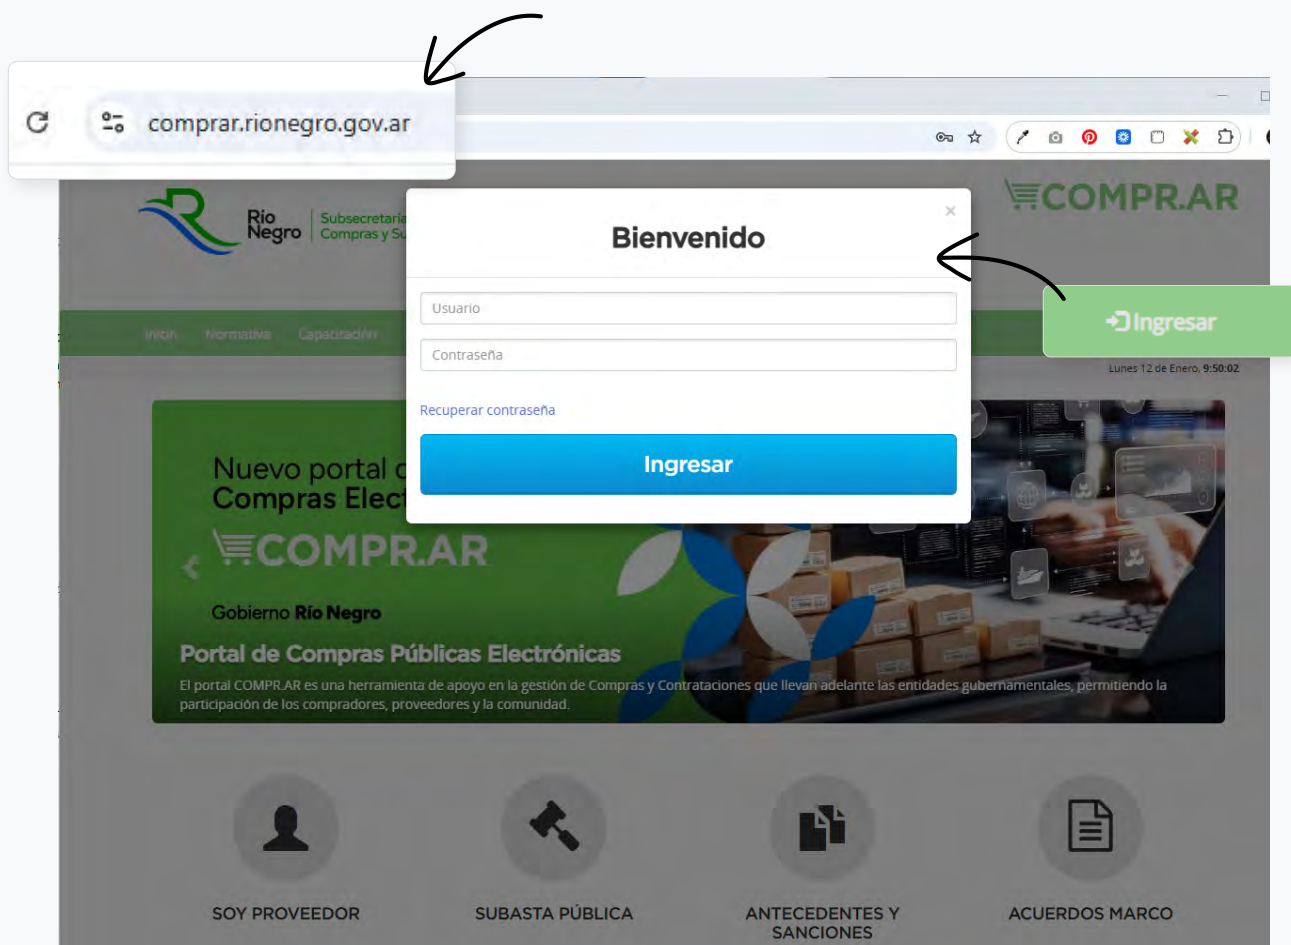 comprar.rionegro.gov.ar
Río
Negro
Subsecretaria
Compras y Su
COMPR.AR
×
Bienvenido
Usuario
Contraseña
Recuperar contraseña
Ingresar
Ingresar
Inicio Normativa Capacitación
Lunes 12 de Enero, 9:50:02
Nuevo portal d
Compras Elect
COMPR.AR
Gobierno Río Negro
Portal de Compras Públicas Electrónicas
El portal COMPR.AR es una herramienta de apoyo en la gestión de Compras y Contrataciones que llevan adelante las entidades gubernamentales, permitiendo la
participación de los compradores, proveedores y la comunidad.
SOY PROVEEDOR
SUBASTA PÚBLICA
ANTECEDENTES Y
SANCIONES
ACUERDOS MARCO